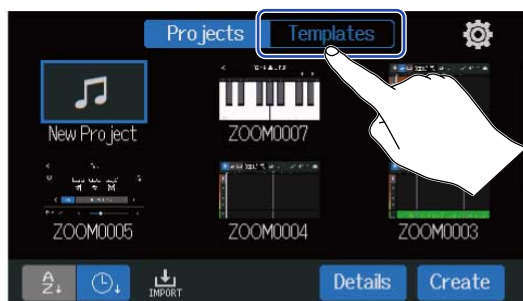 Projects Templates
New Project ZOOM0007
ZOOM0005 ZOOM0004 ZOOM0003
A
Z
IMPORT
Details Create